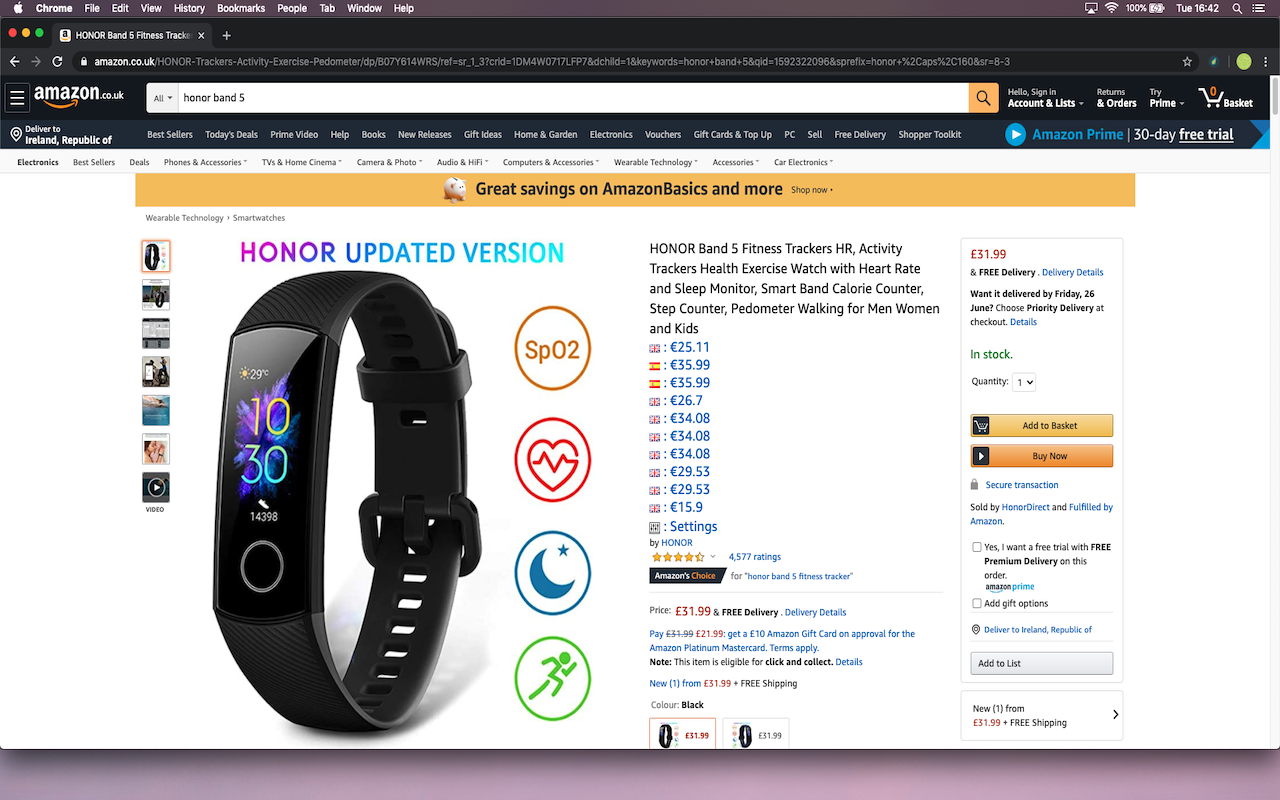 Chrome File Edit View History Bookmarks People Tab Window Help 100% Tue 16:42
HONOR Band 5 Fitness Tracke
amazon.co.uk/HONOR-Trackers-Activity-Exercise-Pedometer/dp/B07Y614WRS/ref=sr_1_3?crid=1DM4W0717LFP7&dchild=1&keywords=honor+band+5&qid=1592322096&sprefix=honor+%2Caps%2C160&sr=8-3
amazon.co.uk
All honor band 5
Hello, Sign in
Account & Lists
Returns
& Orders
Try
Prime
0
Basket
Deliver to
Ireland, Republic of
Best Sellers Today's Deals Prime Video Help Books New Releases Gift Ideas Home & Garden Electronics Vouchers Gift Cards & Top Up PC Sell Free Delivery Shopper Toolkit
Amazon Prime | 30-day free trial
Electronics Best Sellers Deals Phones & Accessories TVs & Home Cinema Camera & Photo Audio & HiFi Computers & Accessories Wearable Technology Accessories Car Electronics
Great savings on AmazonBasics and more Shop now
Wearable Technology › Smartwatches
VIDEO
HONOR UPDATED VERSION
29°C
10
30
14398
SpO2
HONOR Band 5 Fitness Trackers HR, Activity
Trackers Health Exercise Watch with Heart Rate
and Sleep Monitor, Smart Band Calorie Counter,
Step Counter, Pedometer Walking for Men Women
and Kids
: €25.11
: €35.99
: €35.99
: €26.7
: €34.08
: €34.08
: €34.08
: €29.53
: €29.53
: €15.9
: Settings
by HONOR
4,577 ratings
Amazon's Choice for "honor band 5 fitness tracker"
Price: £31.99 & FREE Delivery . Delivery Details
Pay £31.99 £21.99: get a £10 Amazon Gift Card on approval for the
Amazon Platinum Mastercard. Terms apply.
Note: This item is eligible for click and collect. Details
New (1) from £31.99 + FREE Shipping
Colour: Black
£31.99 £31.99
£31.99
& FREE Delivery . Delivery Details
Want it delivered by Friday, 26
June? Choose Priority Delivery at
checkout. Details
In stock.
Quantity: 1
Add to Basket
Buy Now
Secure transaction
Sold by HonorDirect and Fulfilled by
Amazon.
Yes, I want a free trial with FREE
Premium Delivery on this
order.
amazon prime
Add gift options
Deliver to Ireland, Republic of
Add to List
New (1) from
£31.99 + FREE Shipping